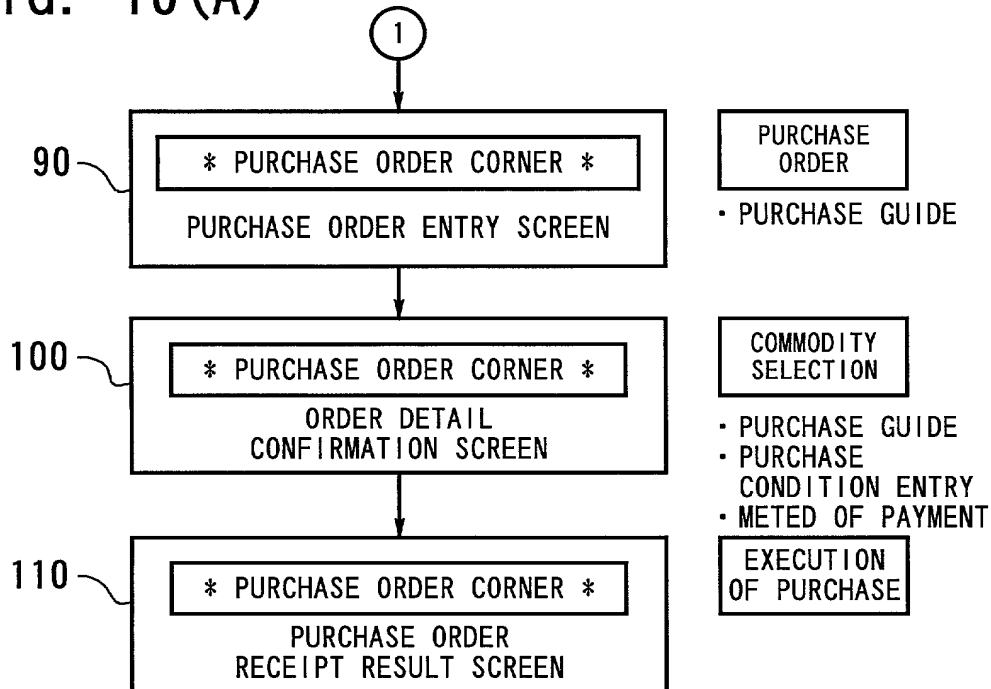 10(A)
1
90
* PURCHASE ORDER CORNER *
PURCHASE ORDER ENTRY SCREEN
PURCHASE
ORDER
・PURCHASE GUIDE
100
* PURCHASE ORDER CORNER *
ORDER DETAIL
CONFIRMATION SCREEN
COMMODITY
SELECTION
・PURCHASE GUIDE
・PURCHASE
CONDITION ENTRY
・METED OF PAYMENT
110
* PURCHASE ORDER CORNER *
PURCHASE ORDER
RECEIPT RESULT SCREEN
EXECUTION
OF PURCHASE